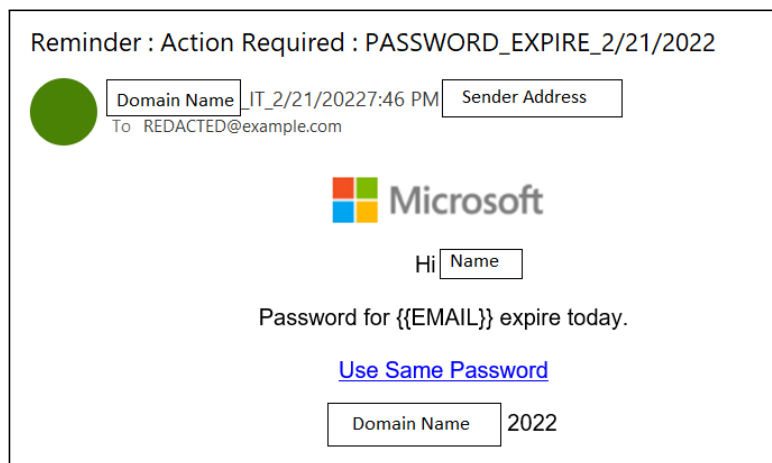 Reminder : Action Required : PASSWORD_EXPIRE_2/21/2022
Domain Name _IT_2/21/20227:46 PM Sender Address
To REDACTED@example.com
Microsoft
Hi Name
Password for {{EMAIL}} expire today.
Use Same Password
Domain Name 2022